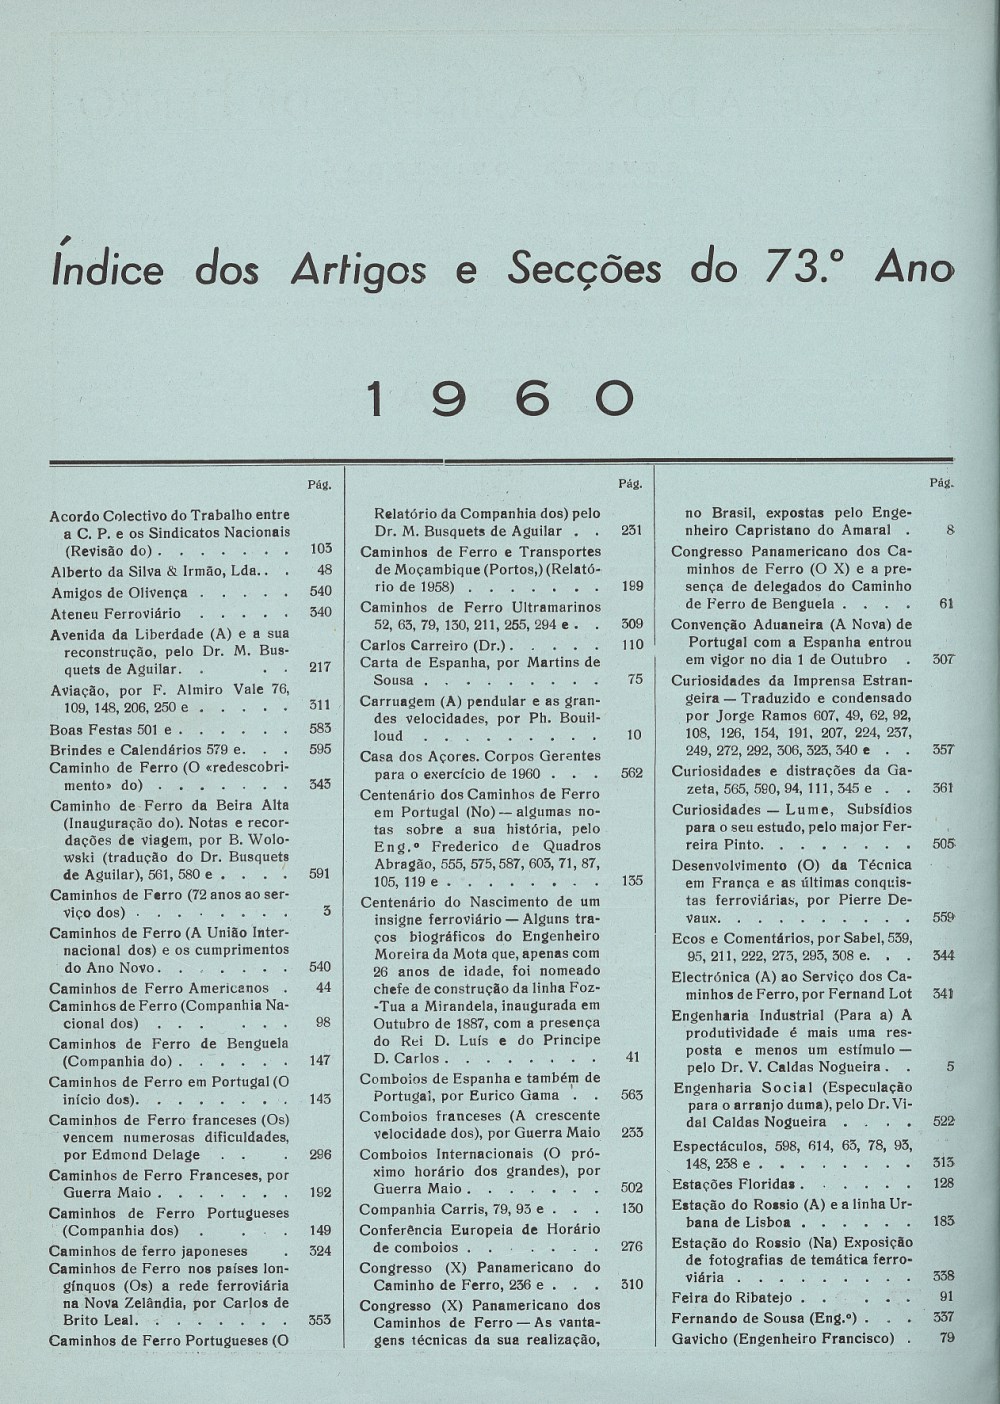 Índice dos Artigos e Secções do 73.º Ano
1960
Pág.
Acordo Colectivo do Trabalho entre
a C. P. e os Sindicatos Nacionais
(Revisão do) . . . . . . . 103
Alberto da Silva & Irmão, Lda. . . 48
Amigos de Olivença . . . . . 540
Ateneu Ferroviário . . . . . 340
Avenida da Liberdade (A) e a sua
reconstrução, pelo Dr. M. Bus-
quets de Aguilar. . . . 217
Aviação, por F. Almiro Vale 76,
109, 148, 206, 250 e . . . . . 311
Boas Festas 501 e . . . . . . 583
Brindes e Calendários 579 e. . . 595
Caminho de Ferro (O «redescobri-
mento» do) . . . . . . . 343
Caminho de Ferro da Beira Alta
(Inauguração do). Notas e recor-
dações de viagem, por B. Wolo-
wski (tradução do Dr. Busquets
de Aguilar), 561, 580 e . . . . 591
Caminhos de Ferro (72 anos ao ser-
viço dos) . . . . . . . . 3
Caminhos de Ferro (A União Inter-
nacional dos) e os cumprimentos
do Ano Novo. . . . . . . 540
Caminhos de Ferro Americanos . 44
Caminhos de Ferro (Companhia Na-
cional dos) . . . . . . 98
Caminhos de Ferro de Benguela
(Companhia do) . . . . . . 147
Caminhos de Ferro em Portugal (O
início dos). . . . . . . . 143
Caminhos de Ferro franceses (Os)
vencem numerosas dificuldades,
por Edmond Delage . . . 296
Caminhos de Ferro Franceses, por
Guerra Maio . . . . . . . 192
Caminhos de Ferro Portugueses
(Companhia dos) . . . . 149
Caminhos de ferro japoneses . 324
Caminhos de Ferro nos países lon-
gínquos (Os) a rede ferroviária
na Nova Zelândia, por Carlos de
Brito Leal. . . . . . . . 353
Caminhos de Ferro Portugueses (O
Pág.
Relatório da Companhia dos) pelo
Dr. M. Busquets de Aguilar . . 231
Caminhos de Ferro e Transportes
de Moçambique (Portos,) (Relató-
rio de 1958) . . . . . . . 199
Caminhos de Ferro Ultramarinos
52, 63, 79, 130, 211, 255, 294 e . . 309
Carlos Carreiro (Dr.) . . . . . 110
Carta de Espanha, por Martins de
Sousa . . . . . . . . 75
Carruagem (A) pendular e as gran-
des velocidades, por Ph. Bouil-
loud . . . . . . . . 10
Casa dos Açores. Corpos Gerentes
para o exercício de 1960 . . . 562
Centenário dos Caminhos de Ferro
em Portugal (No) — algumas no-
tas sobre a sua história, pelo
Eng.º Frederico de Quadros
Abragão, 555, 575, 587, 603, 71, 87,
105, 119 e . . . . . . . . 135
Centenário do Nascimento de um
insigne ferroviário — Alguns tra-
ços biográficos do Engenheiro
Moreira da Mota que, apenas com
26 anos de idade, foi nomeado
chefe de construção da linha Foz-
-Tua a Mirandela, inaugurada em
Outubro de 1887, com a presença
do Rei D. Luís e do Principe
D. Carlos . . . . . . . . 41
Comboios de Espanha e também de
Portugal, por Eurico Gama . . 563
Comboios franceses (A crescente
velocidade dos), por Guerra Maio 233
Comboios Internacionais (O pró-
ximo horário dos grandes), por
Guerra Maio . . . . . . . 502
Companhia Carris, 79, 93 e . . . 130
Conferência Europeia de Horário
de comboios . . . . . . . 276
Congresso (X) Panamericano do
Caminho de Ferro, 236 e . . . 310
Congresso (X) Panamericano dos
Caminhos de Ferro — As vanta-
gens técnicas da sua realização,
Pág.
no Brasil, expostas pelo Enge-
nheiro Capristano do Amaral . 8
Congresso Panamericano dos Ca-
minhos de Ferro (O X) e a pre-
sença de delegados do Caminho
de Ferro de Benguela . . . . 61
Convenção Aduaneira (A Nova) de
Portugal com a Espanha entrou
em vigor no dia 1 de Outubro . 307
Curiosidades da Imprensa Estran-
geira — Traduzido e condensado
por Jorge Ramos 607, 49, 62, 92,
108, 126, 154, 191, 207, 224, 237,
249, 272, 292, 306, 323, 340 e . . 357
Curiosidades e distrações da Ga-
zeta, 565, 590, 94, 111, 345 e . . 361
Curiosidades — Lume, Subsídios
para o seu estudo, pelo major Fer-
reira Pinto. . . . . . . . 505
Desenvolvimento (O) da Técnica
em França e as últimas conquis-
tas ferroviárias, por Pierre De-
vaux. . . . . . . . . . 559
Ecos e Comentários, por Sabel, 539,
95, 211, 222, 273, 293, 308 e. . . 344
Electrónica (A) ao Serviço dos Ca-
minhos de Ferro, por Fernand Lot 341
Engenharia Industrial (Para a) A
produtividade é mais uma res-
posta e menos um estímulo —
pelo Dr. V. Caldas Nogueira . . 5
Engenharia Social (Especulação
para o arranjo duma), pelo Dr. Vi-
dal Caldas Nogueira . . . . 522
Espectáculos, 598, 614, 63, 78, 93,
148, 238 e . . . . . . . . 313
Estações Floridas . . . . . . 128
Estação do Rossio (A) e a linha Ur-
bana de Lisboa . . . . . . 183
Estação do Rossio (Na) Exposição
de fotografias de temática ferro-
viária . . . . . . . . . 338
Feira do Ribatejo . . . . . . 91
Fernando de Sousa (Eng.º) . . . 337
Gavicho (Engenheiro Francisco) . 79